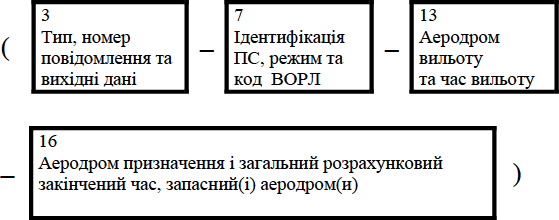 ( 3 – 7 – 13
Тип, номер Ідентифікація Аеродром
повідомлення та ПС, режим та вильоту
вихідні дані код ВОРЛ та час вильоту
– 16 )
Аеродром призначення і загальний розрахунковий
закінчений час, запасний(і) аеродром(и)